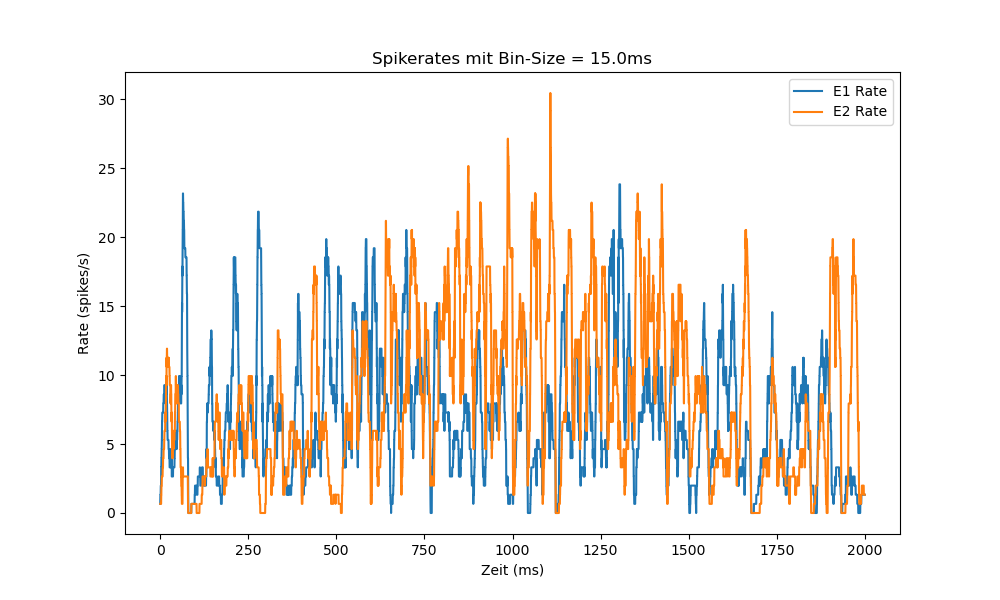 Spikerates mit Bin-Size = 15.0ms
E1 Rate
E2 Rate
30
25
20
15
10
5
0
Rate (spikes/s)
0 250 500 750 1000 1250 1500 1750 2000
Zeit (ms)